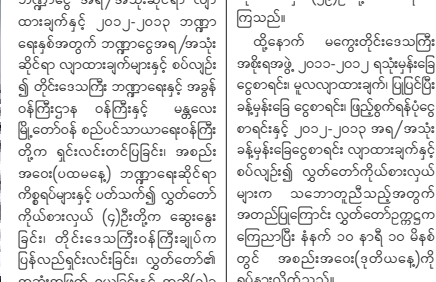 ထားချက်နှင့် ၂၀၁၂-၂၀၁၃ ဘဏ္ဍာ
ရေးနှစ်အတွက် ဘဏ္ဍာငွေအရ/အသုံး
ဆိုင်ရာ လျာထားချက်များနှင့် စပ်လျဉ်း
၍ တိုင်းဒေသကြီး ဘဏ္ဍာရေးနှင့် အခွန်
ဝန်ကြီးဌာန ဝန်ကြီးနှင့် မန္တလေး
မြို့တော်ဝန် စည်ပင်သာယာရေးဝန်ကြီး
တို့က ရှင်းလင်းတင်ပြခြင်း၊ အစည်း
အဝေး(ပထမနေ့) ဘဏ္ဍာရေးဆိုင်ရာ
ကိစ္စရပ်များနှင့် ပတ်သက်၍ လွှတ်တော်
ကိုယ်စားလှယ် (၄)ဦးတို့က ဆွေးနွေး
ခြင်း၊ တိုင်းဒေသကြီးဝန်ကြီးချုပ်က
ပြန်လည်ရှင်းလင်းခြင်း၊ လွှတ်တော်၏
ကြသည်။
ထို့နောက် မကွေးတိုင်းဒေသကြီး
အစိုးရအဖွဲ့ ၂၀၁၁-၂၀၁၂ ရသုံးမှန်းခြေ
ငွေစာရင်း၊ မူလလျာထားချက်၊ ပြုပြင်ပြီး
ခန့်မှန်းခြေ ငွေစာရင်း၊ ဖြည့်စွက်ရန်ပုံငွေ
စာရင်းနှင့် ၂၀၁၂-၂၀၁၃ အရ/အသုံး
ခန့်မှန်းခြေငွေစာရင်း လျာထားချက်နှင့်
စပ်လျဉ်း၍ လွှတ်တော်ကိုယ်စားလှယ်
များက သဘောတူညီသည့်အတွက်
အတည်ပြုကြောင်း လွှတ်တော်ဥက္ကဋ္ဌက
ကြေညာပြီး နံနက် ၁၀ နာရီ ၁၀ မိနစ်
တွင် အစည်းအဝေး(ဒုတိယနေ့)ကို
ရပ်နားလိုက်သည်။